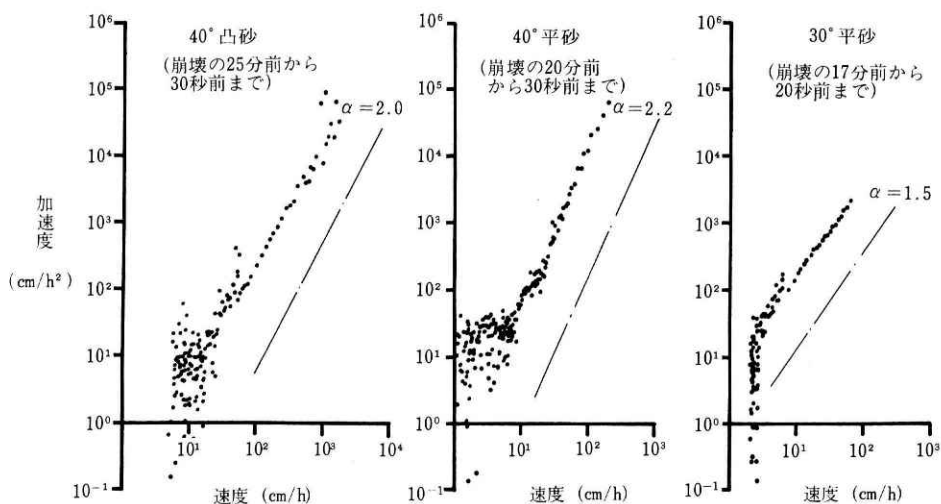 40°凸砂
(崩壊の25分前から
30秒前まで)
α=2.0
10⁶
10⁵
10⁴
10³
10²
10¹
10⁰
10⁻¹
加速度
(cm/h²)
10¹
10²
10³
10⁴
速度 (cm/h)
40°平砂
(崩壊の20分前
から30秒前まで)
α=2.2
10⁶
10⁵
10⁴
10³
10²
10¹
10⁰
10⁻¹
10¹
10²
10³
速度 (cm/h)
30°平砂
(崩壊の17分前から
20秒前まで)
α=1.5
10⁶
10⁵
10⁴
10³
10²
10¹
10⁰
10⁻¹
10¹
10²
10³
速度 (cm/h)